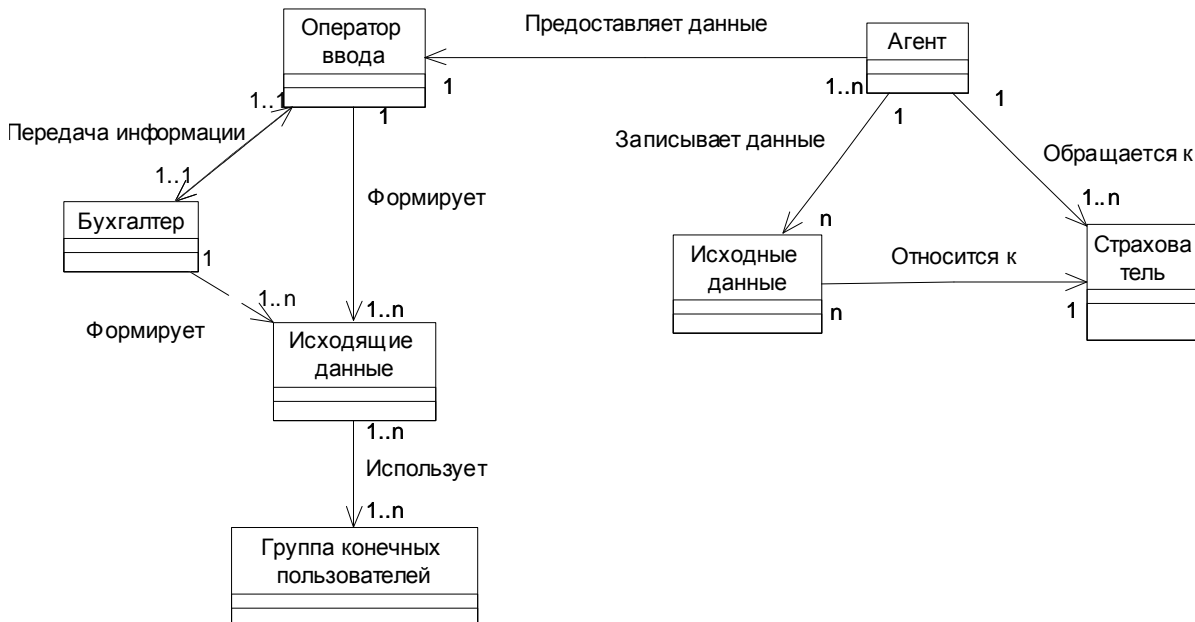 Оператор
ввода
Предоставляет данные
Агент
1
1..n
1..1
1
1
1
Передача информации
Записывает данные
Обращается к
1..1
Формирует
1..n
Бухгалтер
1
n
Исходные
данные
Относится к
Страхова
тель
1..n
n
1
Формирует
1..n
Исходящие
данные
1..n
Использует
1..n
Группа конечных
пользователей